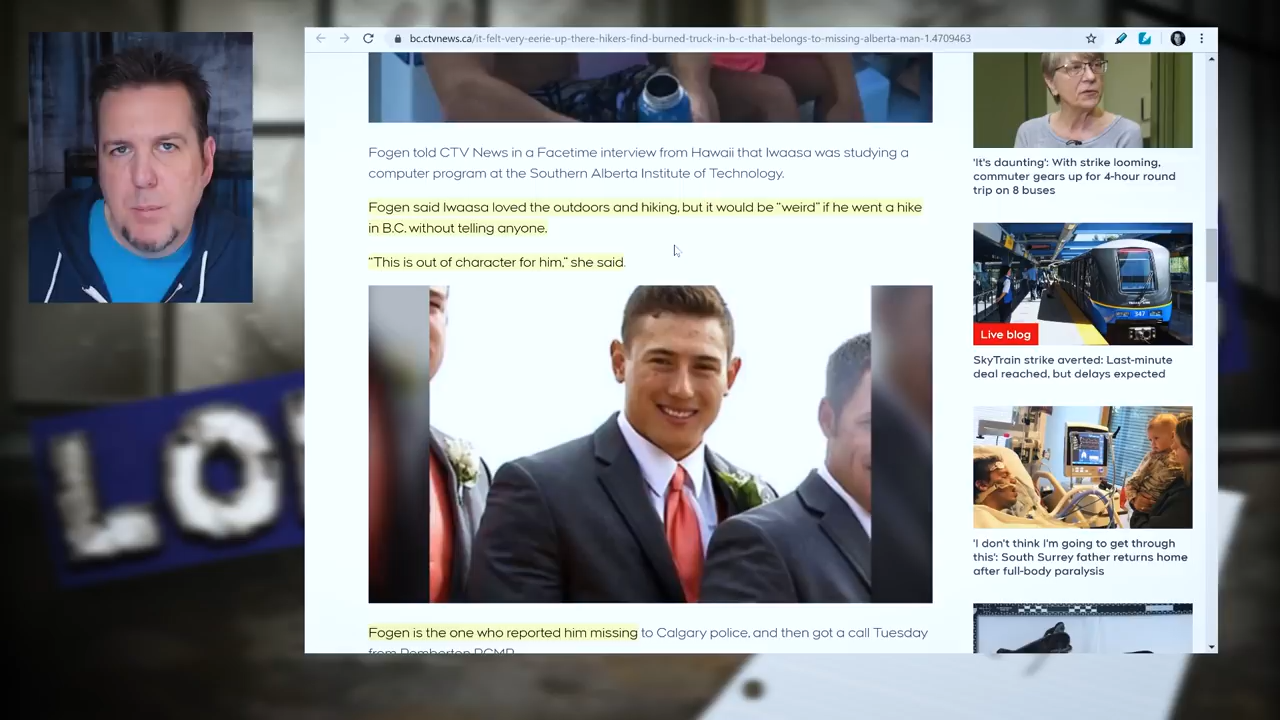 bc.ctvnews.ca/it-felt-very-eerie-up-there-hikers-find-burned-truck-in-b-c-that-belongs-to-missing-alberta-man-1.4709463
Fogen told CTV News in a Facetime interview from Hawaii that Iwaasa was studying a
computer program at the Southern Alberta Institute of Technology.
Fogen said Iwaasa loved the outdoors and hiking, but it would be "weird" if he went a hike
in B.C. without telling anyone.
"This is out of character for him," she said.
Fogen is the one who reported him missing to Calgary police, and then got a call Tuesday
from Pemberton RCMP.
'It's daunting': With strike looming,
commuter gears up for 4-hour round
trip on 8 buses
347
Live blog
SkyTrain strike averted: Last-minute
deal reached, but delays expected
'I don't think I'm going to get through
this': South Surrey father returns home
after full-body paralysis
LO